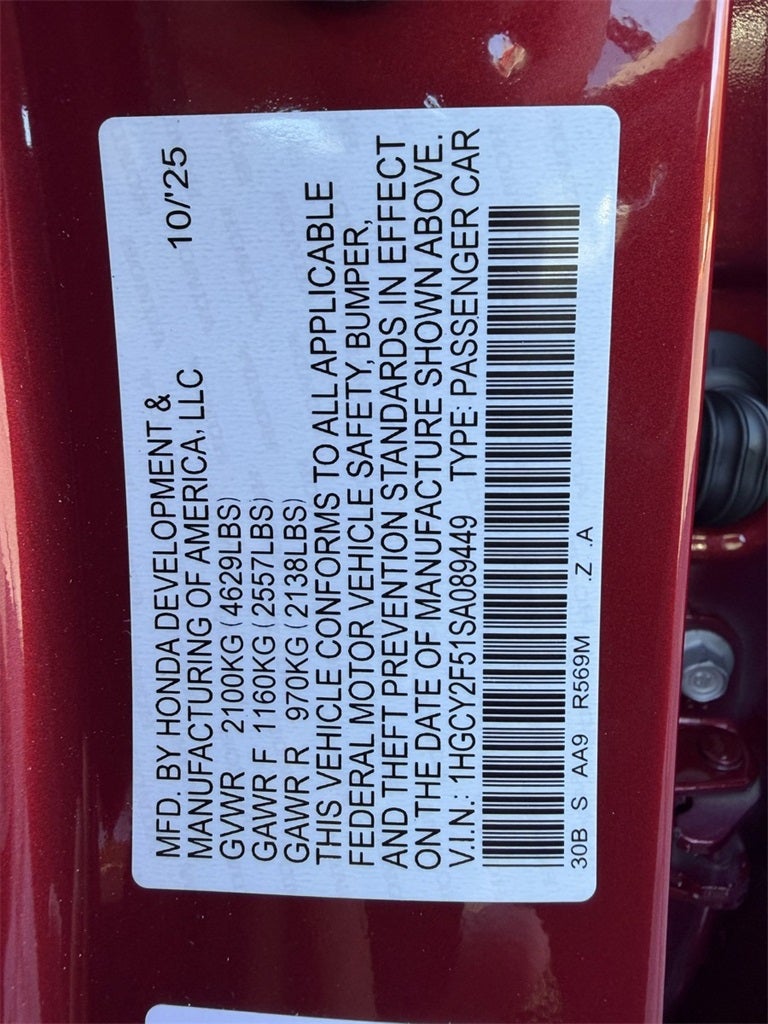 MFD. BY HONDA DEVELOPMENT & 10/'25
MANUFACTURING OF AMERICA, LLC
GVWR 2100KG ( 4629LBS)
GAWR F 1160KG ( 2557LBS)
GAWR R 970KG ( 2138LBS)
THIS VEHICLE CONFORMS TO ALL APPLICABLE
FEDERAL MOTOR VEHICLE SAFETY, BUMPER,
AND THEFT PREVENTION STANDARDS IN EFFECT
ON THE DATE OF MANUFACTURE SHOWN ABOVE.
V.I.N.: 1HGCY2F51SA089449 TYPE: PASSENGER CAR
30B S AA9 R569M .Z .A